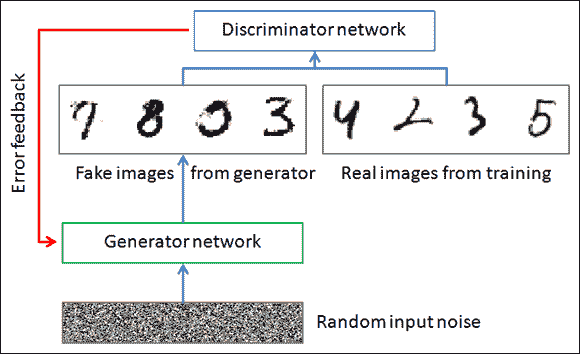 Discriminator network
Error feedback
7 8 0 3
4 2 3 5
Fake images from generator
Real images from training
Generator network
Random input noise